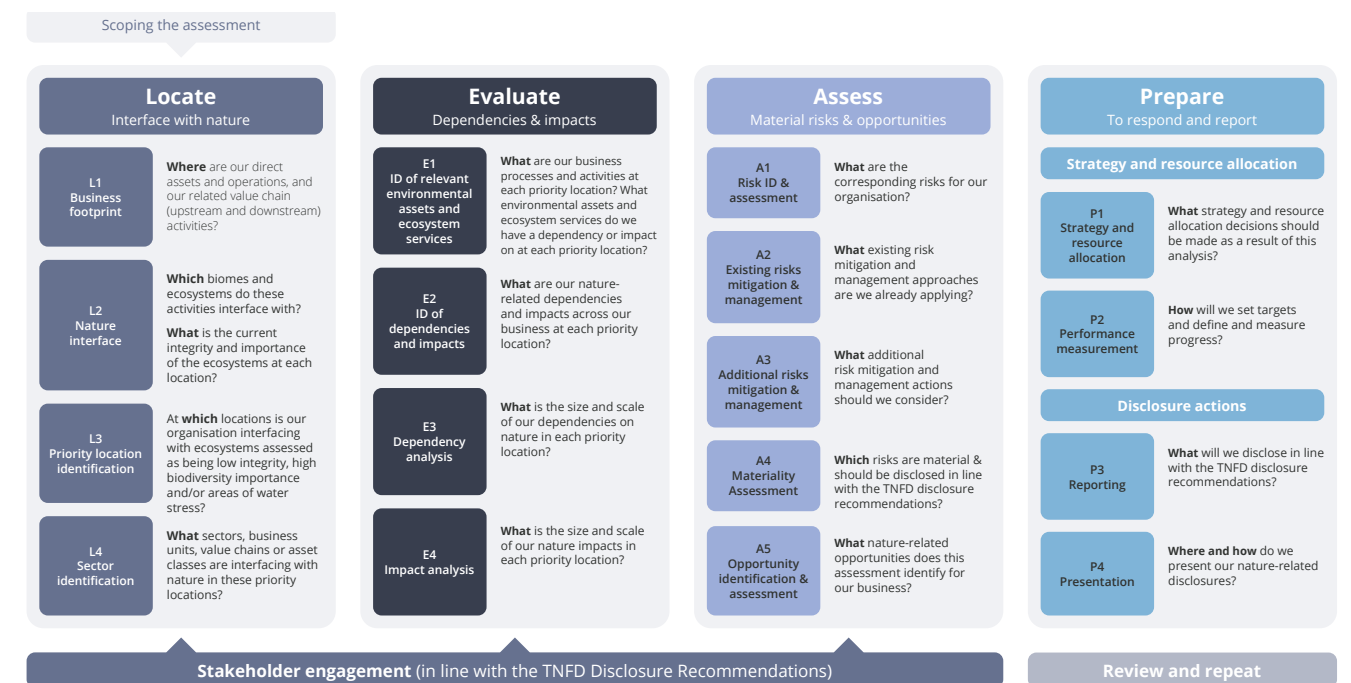 Scoping the assessment
Locate
Interface with nature
L1
Business
footprint
Where are our direct
assets and operations, and
our related value chain
(upstream and downstream)
activities?
L2
Nature
interface
Which biomes and
ecosystems do these
activities interface with?
What is the current
integrity and importance
of the ecosystems at each
location?
L3
Priority location
identification
At which locations is our
organisation interfacing
with ecosystems assessed
as being low integrity, high
biodiversity importance
and/or areas of water
stress?
L4
Sector
identification
What sectors, business
units, value chains or asset
classes are interfacing with
nature in these priority
locations?
Evaluate
Dependencies & impacts
E1
ID of relevant
environmental
assets and
ecosystem
services
What are our business
processes and activities at
each priority location? What
environmental assets and
ecosystem services do we
have a dependency or impact
on at each priority location?
E2
ID of
dependencies
and impacts
What are our nature-
related dependencies
and impacts across our
business at each priority
location?
E3
Dependency
analysis
What is the size and scale
of our dependencies on
nature in each priority
location?
E4
Impact analysis
What is the size and scale
of our nature impacts in
each priority location?
Assess
Material risks & opportunities
A1
Risk ID &
assessment
What are the
corresponding risks for our
organisation?
A2
Existing risks
mitigation &
management
What existing risk
mitigation and
management approaches
are we already applying?
A3
Additional risks
mitigation &
management
What additional
risk mitigation and
management actions
should we consider?
A4
Materiality
Assessment
Which risks are material &
should be disclosed in line
with the TNFD disclosure
recommendations?
A5
Opportunity
identification &
assessment
What nature-related
opportunities does this
assessment identify for
our business?
Prepare
To respond and report
Strategy and resource allocation
P1
Strategy and
resource
allocation
What strategy and resource
allocation decisions should
be made as a result of this
analysis?
P2
Performance
measurement
How will we set targets
and define and measure
progress?
Disclosure actions
P3
Reporting
What will we disclose in line
with the TNFD disclosure
recommendations?
P4
Presentation
Where and how do we
present our nature-related
disclosures?
Stakeholder engagement (in line with the TNFD Disclosure Recommendations)
Review and repeat